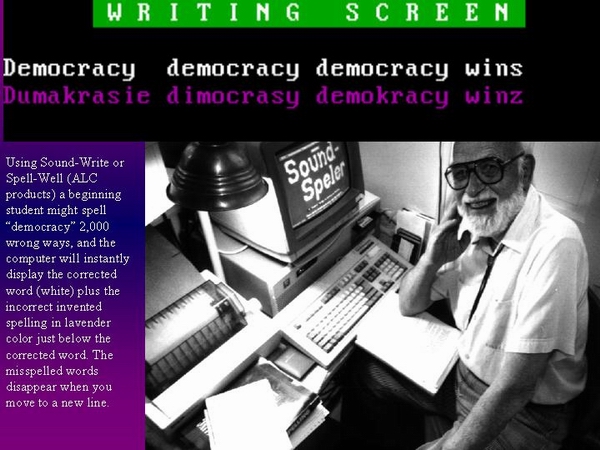 WRITING SCREEN
Democracy democracy democracy wins
Dumakrasie dimocrasy demokracy winz
Using Sound-Write or
Spell-Well (ALC
products) a beginning
student might spell
“democracy” 2,000
wrong ways, and the
computer will instantly
display the corrected
word (white) plus the
incorrect invented
spelling in lavender
color just below the
corrected word. The
misspelled words
disappear when you
move to a new line.
Sound-
Speler